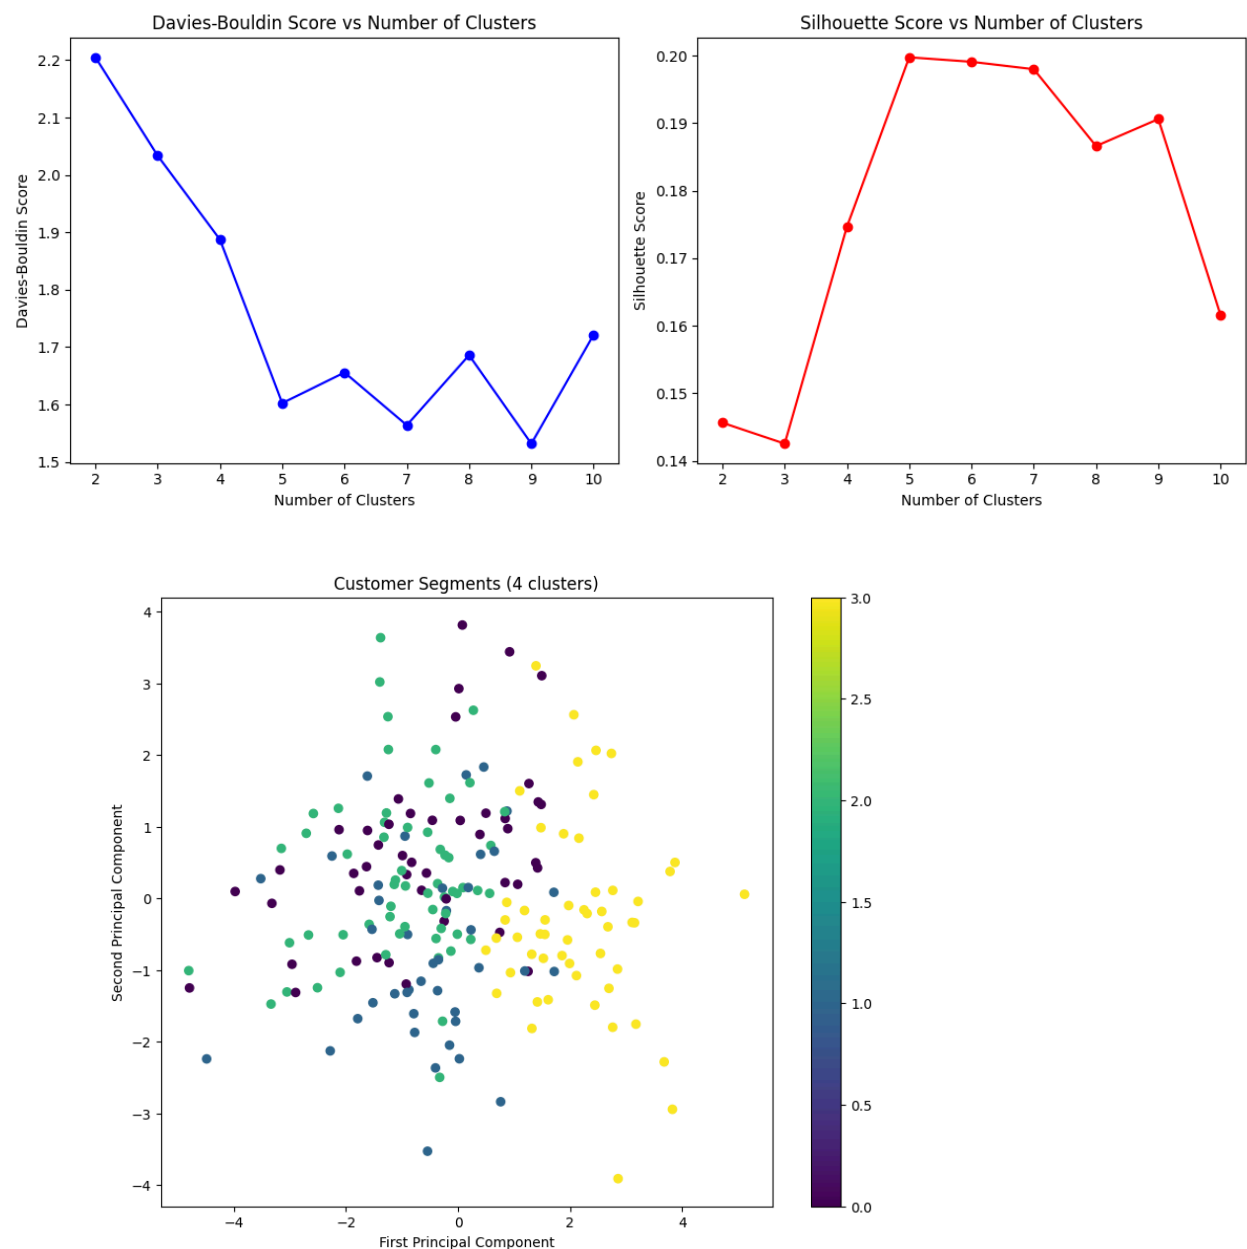 Davies-Bouldin Score vs Number of Clusters
Davies-Bouldin Score
2.2
2.1
2.0
1.9
1.8
1.7
1.6
1.5
2 3 4 5 6 7 8 9 10
Number of Clusters
Silhouette Score vs Number of Clusters
Silhouette Score
0.20
0.19
0.18
0.17
0.16
0.15
0.14
2 3 4 5 6 7 8 9 10
Number of Clusters
Customer Segments (4 clusters)
Second Principal Component
4
3
2
1
0
−1
−2
−3
−4
−4 −2 0 2 4
First Principal Component
3.0
2.5
2.0
1.5
1.0
0.5
0.0